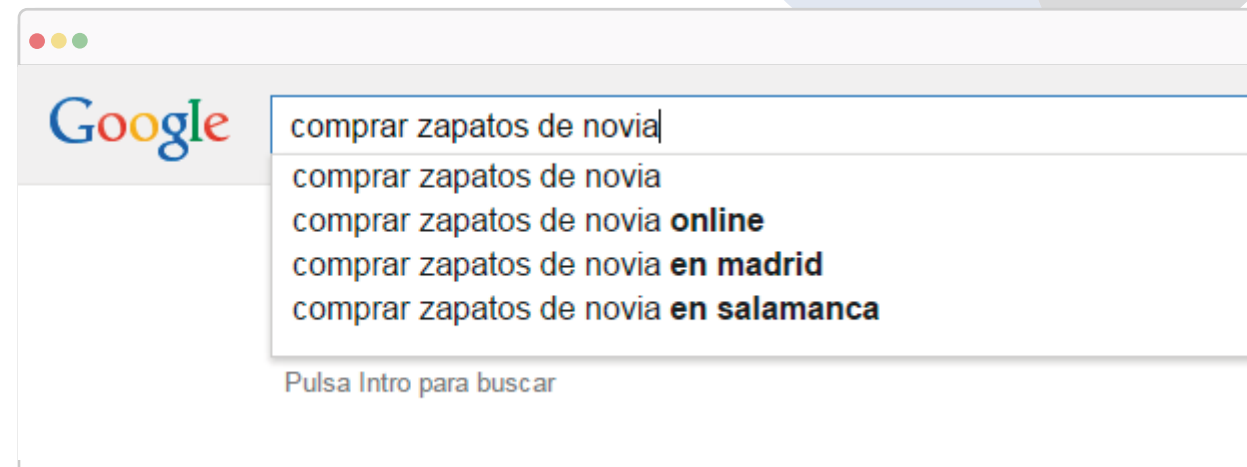 Google
comprar zapatos de novia
comprar zapatos de novia
comprar zapatos de novia online
comprar zapatos de novia en madrid
comprar zapatos de novia en salamanca
Pulsa Intro para buscar